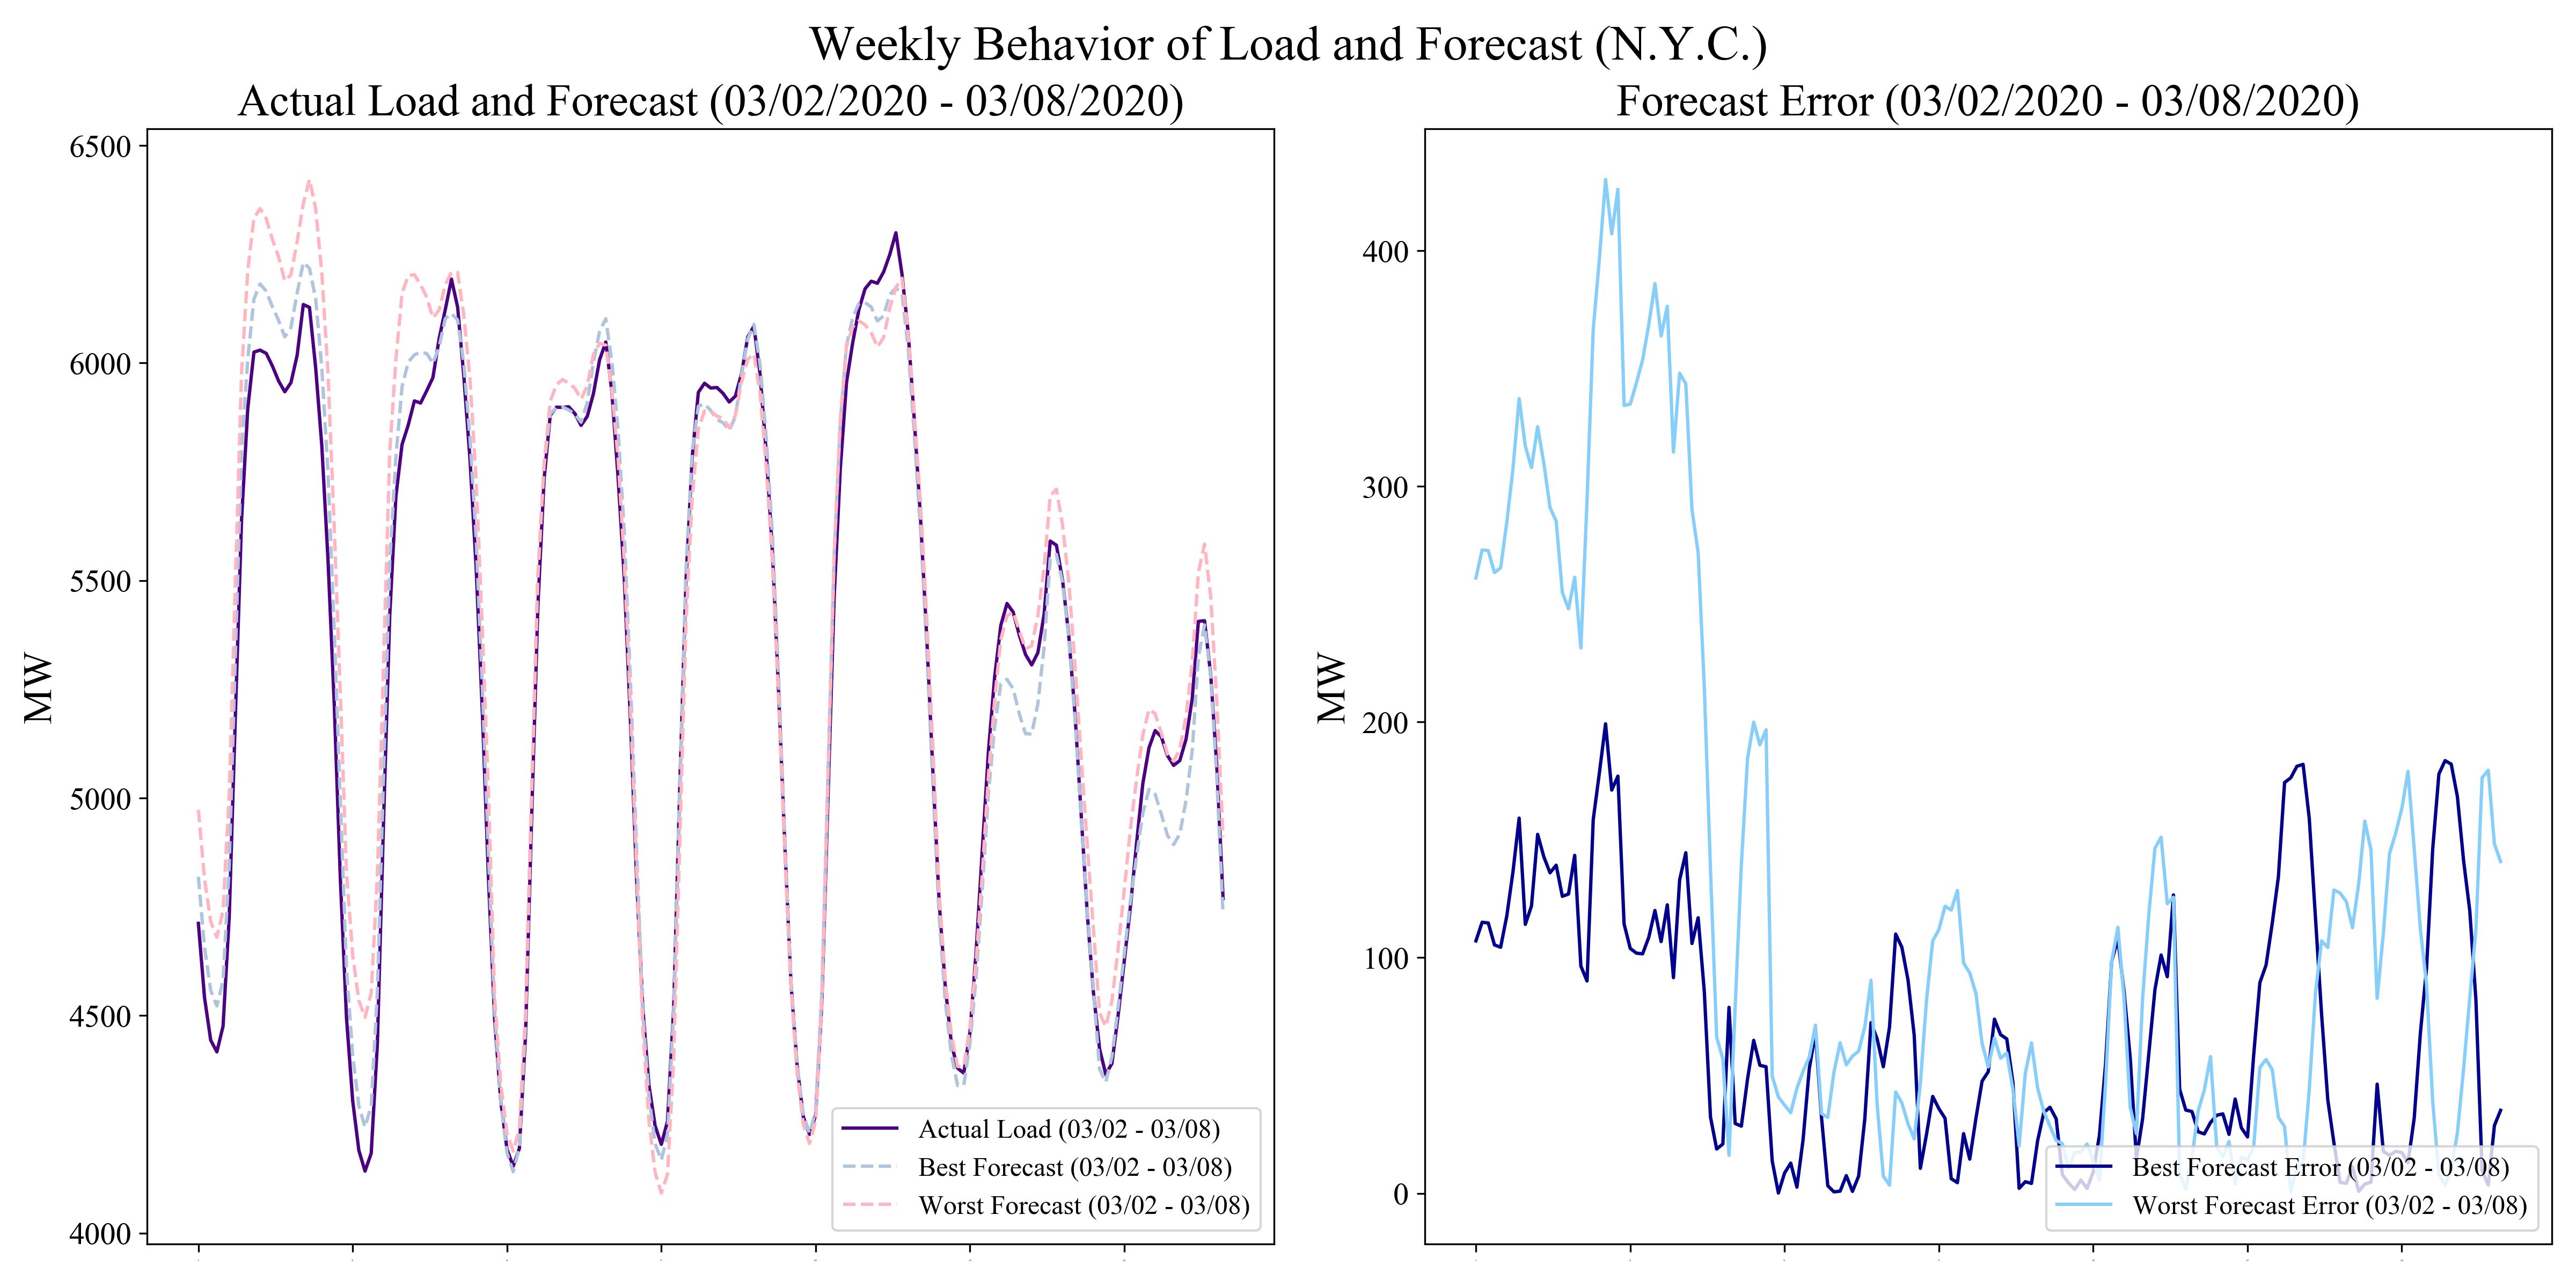 Weekly Behavior of Load and Forecast (N.Y.C.)
Actual Load and Forecast (03/02/2020 - 03/08/2020)
6500
6000
5500
5000
4500
4000
MW
Actual Load (03/02 - 03/08)
Best Forecast (03/02 - 03/08)
Worst Forecast (03/02 - 03/08)
Forecast Error (03/02/2020 - 03/08/2020)
400
300
200
100
0
MW
Best Forecast Error (03/02 - 03/08)
Worst Forecast Error (03/02 - 03/08)